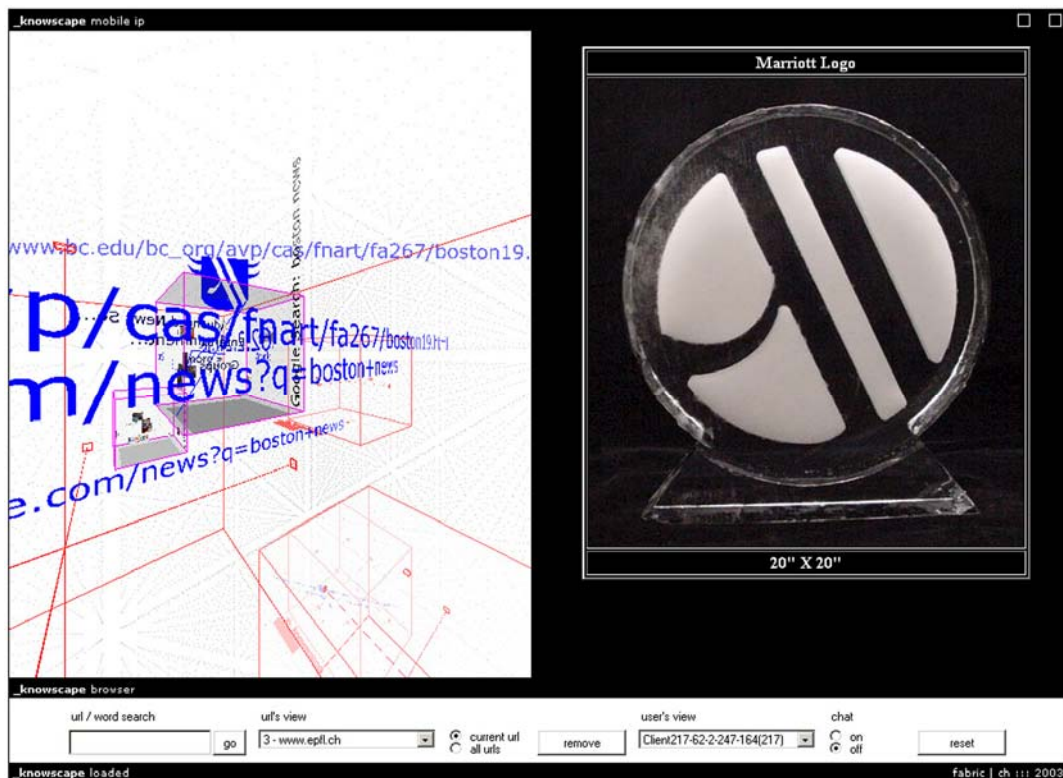 _knowscape mobile ip
www.bc.edu/bc_org/avp/cas/fnart/fa267/boston19.
Google Search: boston news
p/cas/fnart/fa267/boston19.ht
m/news?q=boston+news
e.com/news?q=boston+news
Marriott Logo
20" X 20"
_knowscape browser
url / word search
go
url's view
3 - www.epfl.ch
current url
all urls
remove
user's view
Client217-62-2-247-164(217)
chat
on
off
reset
_knowscape loaded
fabric | ch ::: 2003